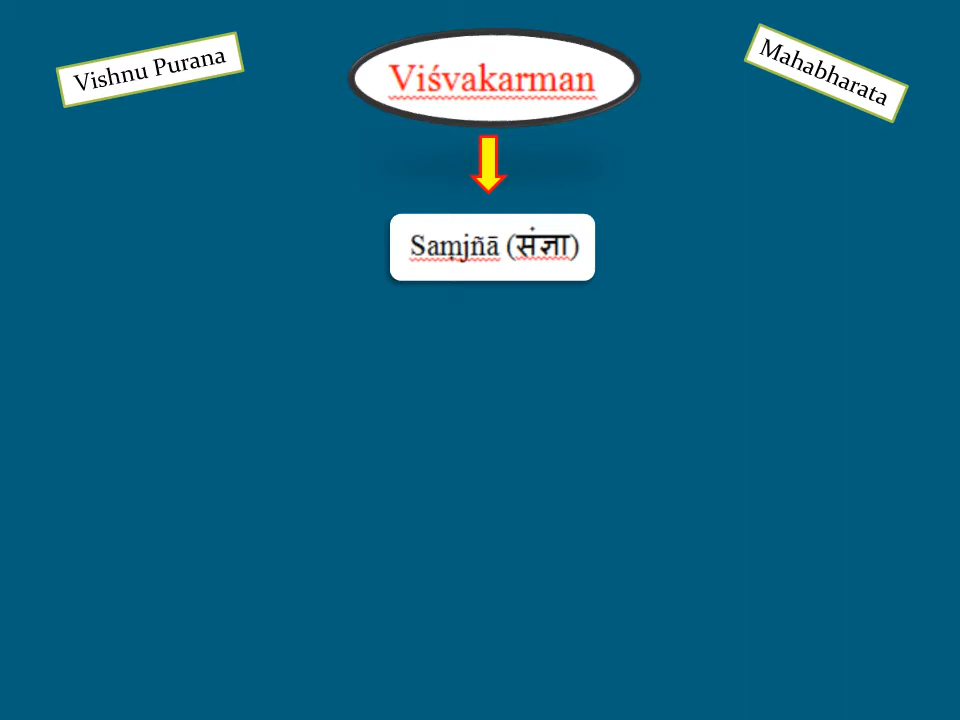 Vishnu Purana
Viśvakarman
Mahabharata
Saṃjñā (संज्ञा)